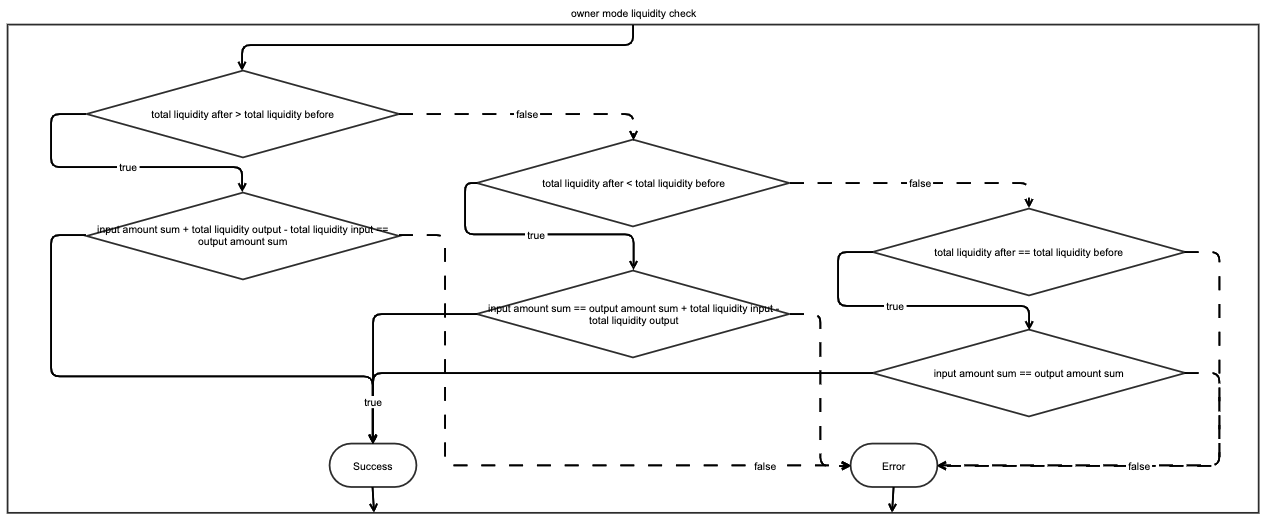 owner mode liquidity check
total liquidity after > total liquidity before
false
true
total liquidity after < total liquidity before
false
input amount sum + total liquidity output - total liquidity input ==
output amount sum
true
total liquidity after == total liquidity before
input amount sum == output amount sum + total liquidity input -
total liquidity output
true
input amount sum == output amount sum
true
Success
false
Error
false